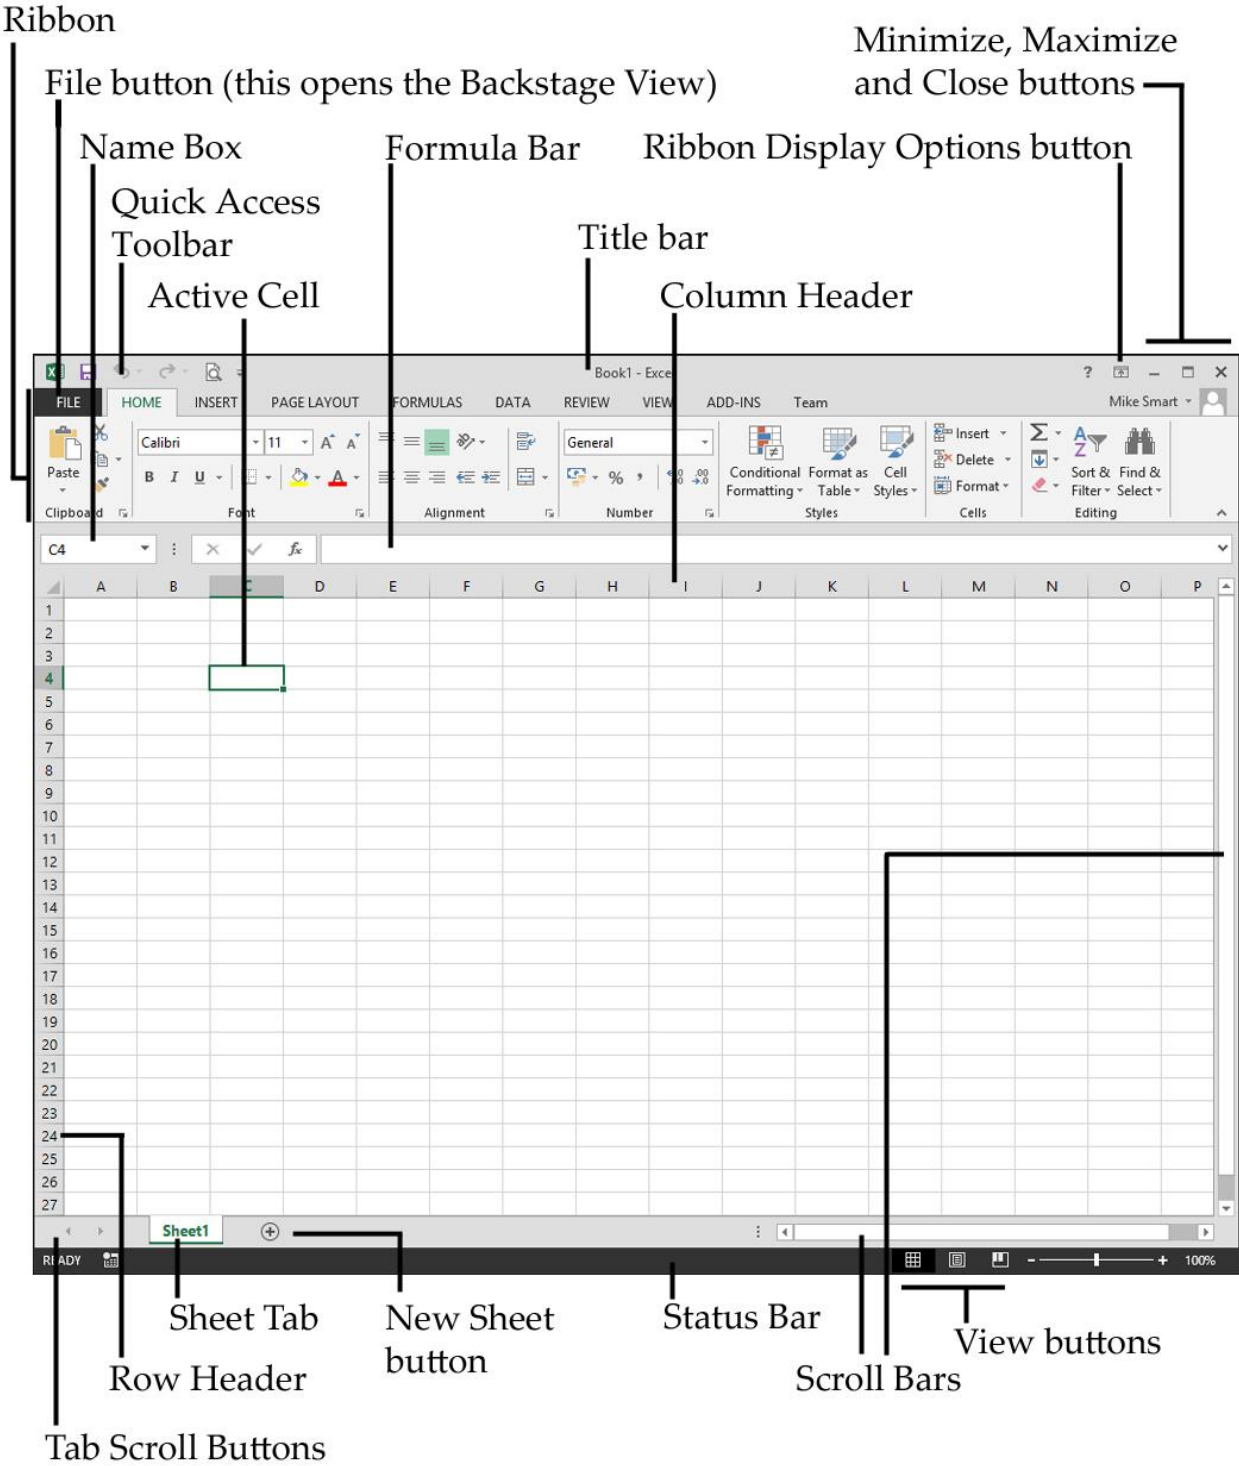 Ribbon
Minimize, Maximize
and Close buttons
File button (this opens the Backstage View)
Name Box
Formula Bar
Ribbon Display Options button
Quick Access
Toolbar
Title bar
Active Cell
Column Header
Book1 - Excel
?
FILE HOME INSERT PAGE LAYOUT FORMULAS DATA REVIEW VIEW ADD-INS Team Mike Smart
Calibri 11 A A General Insert Σ A Z
Paste B I U A % , .00 .00 →.0 Conditional Format as Cell Delete Sort & Find &
Formatting Table Styles Format Filter Select
Clipboard Font Alignment Number Styles Cells Editing
C4 fx
A B C D E F G H I J K L M N O P
1
2
3
4
5
6
7
8
9
10
11
12
13
14
15
16
17
18
19
20
21
22
23
24
25
26
27
Sheet1
READY 100%
Sheet Tab
New Sheet
button
Status Bar
View buttons
Row Header
Scroll Bars
Tab Scroll Buttons